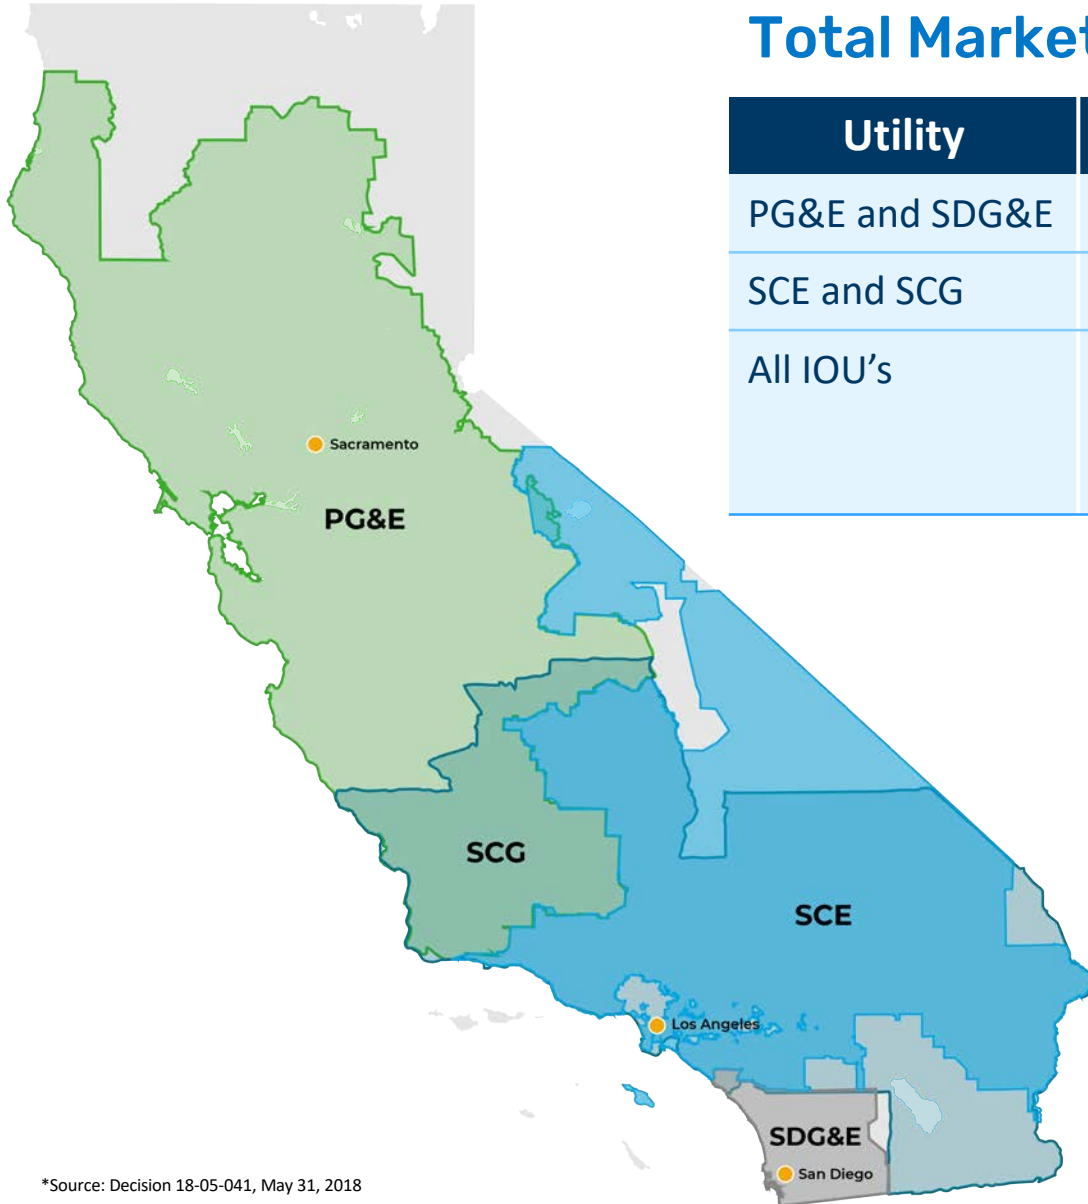 Total Market
Utility
PG&E and SDG&E
SCE and SCG
All IOU’s
Sacramento
PG&E
SCG
SCE
Los Angeles
SDG&E
San Diego
*Source: Decision 18-05-041, May 31, 2018